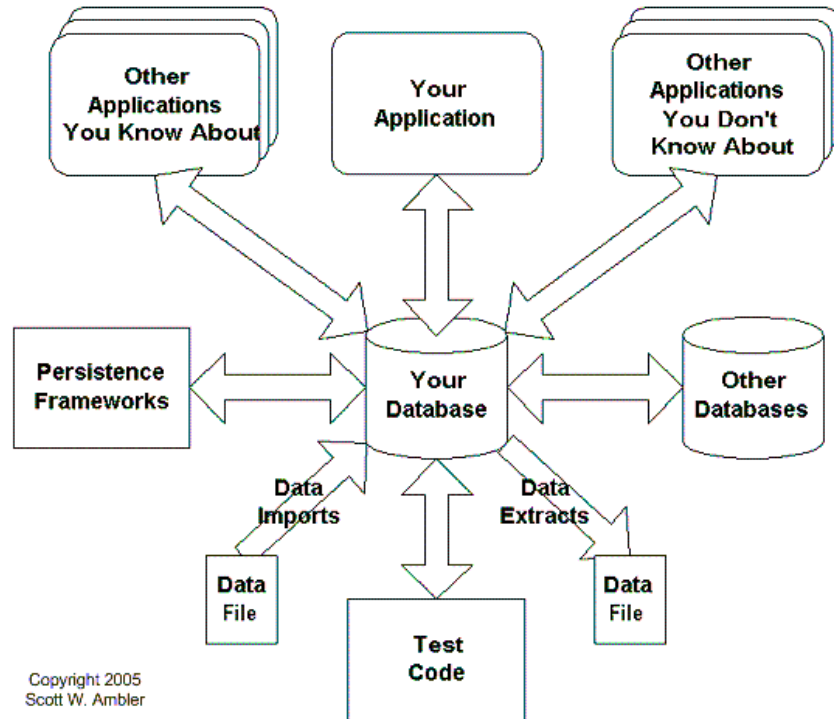 Other
Applications
You Know About
Your
Application
Other
Applications
You Don't
Know About
Persistence
Frameworks
Your
Database
Other
Databases
Data
Imports
Data
Extracts
Data
File
Test
Code
Data
File
Copyright 2005
Scott W. Ambler